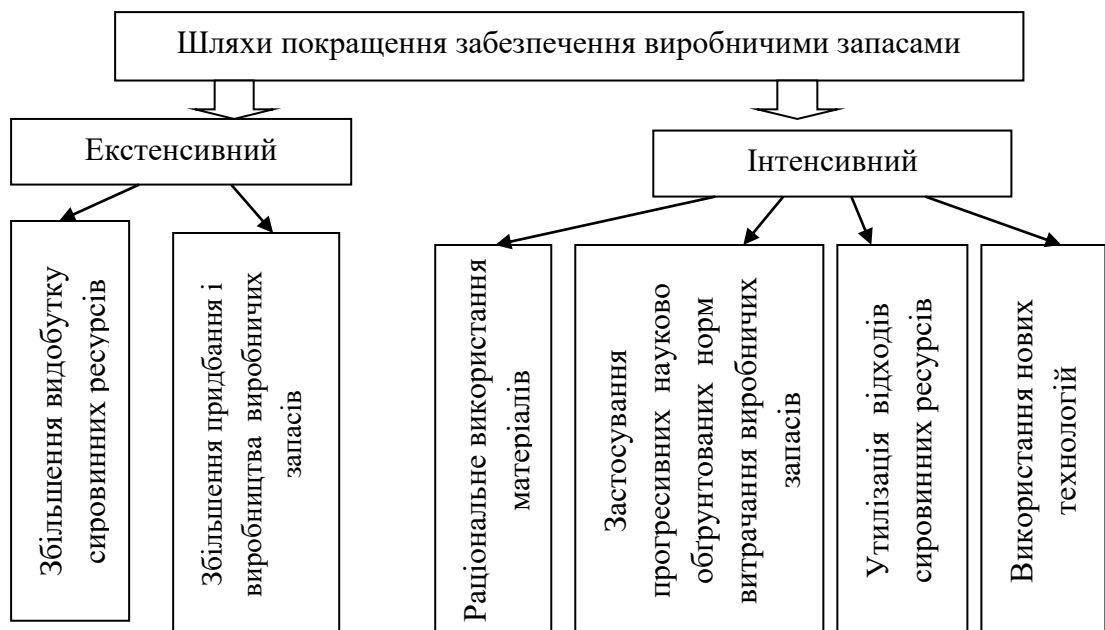 Шляхи покращення забезпечення виробничими запасами
Екстенсивний
Інтенсивний
Збільшення видобутку
сировинних ресурсів
Збільшення придбання і
виробництва виробничих
запасів
Раціональне використання
матеріалів
Застосування
прогресивних науково
обґрунтованих норм
витрачання виробничих
запасів
Утилізація відходів
сировинних ресурсів
Використання нових
технологій